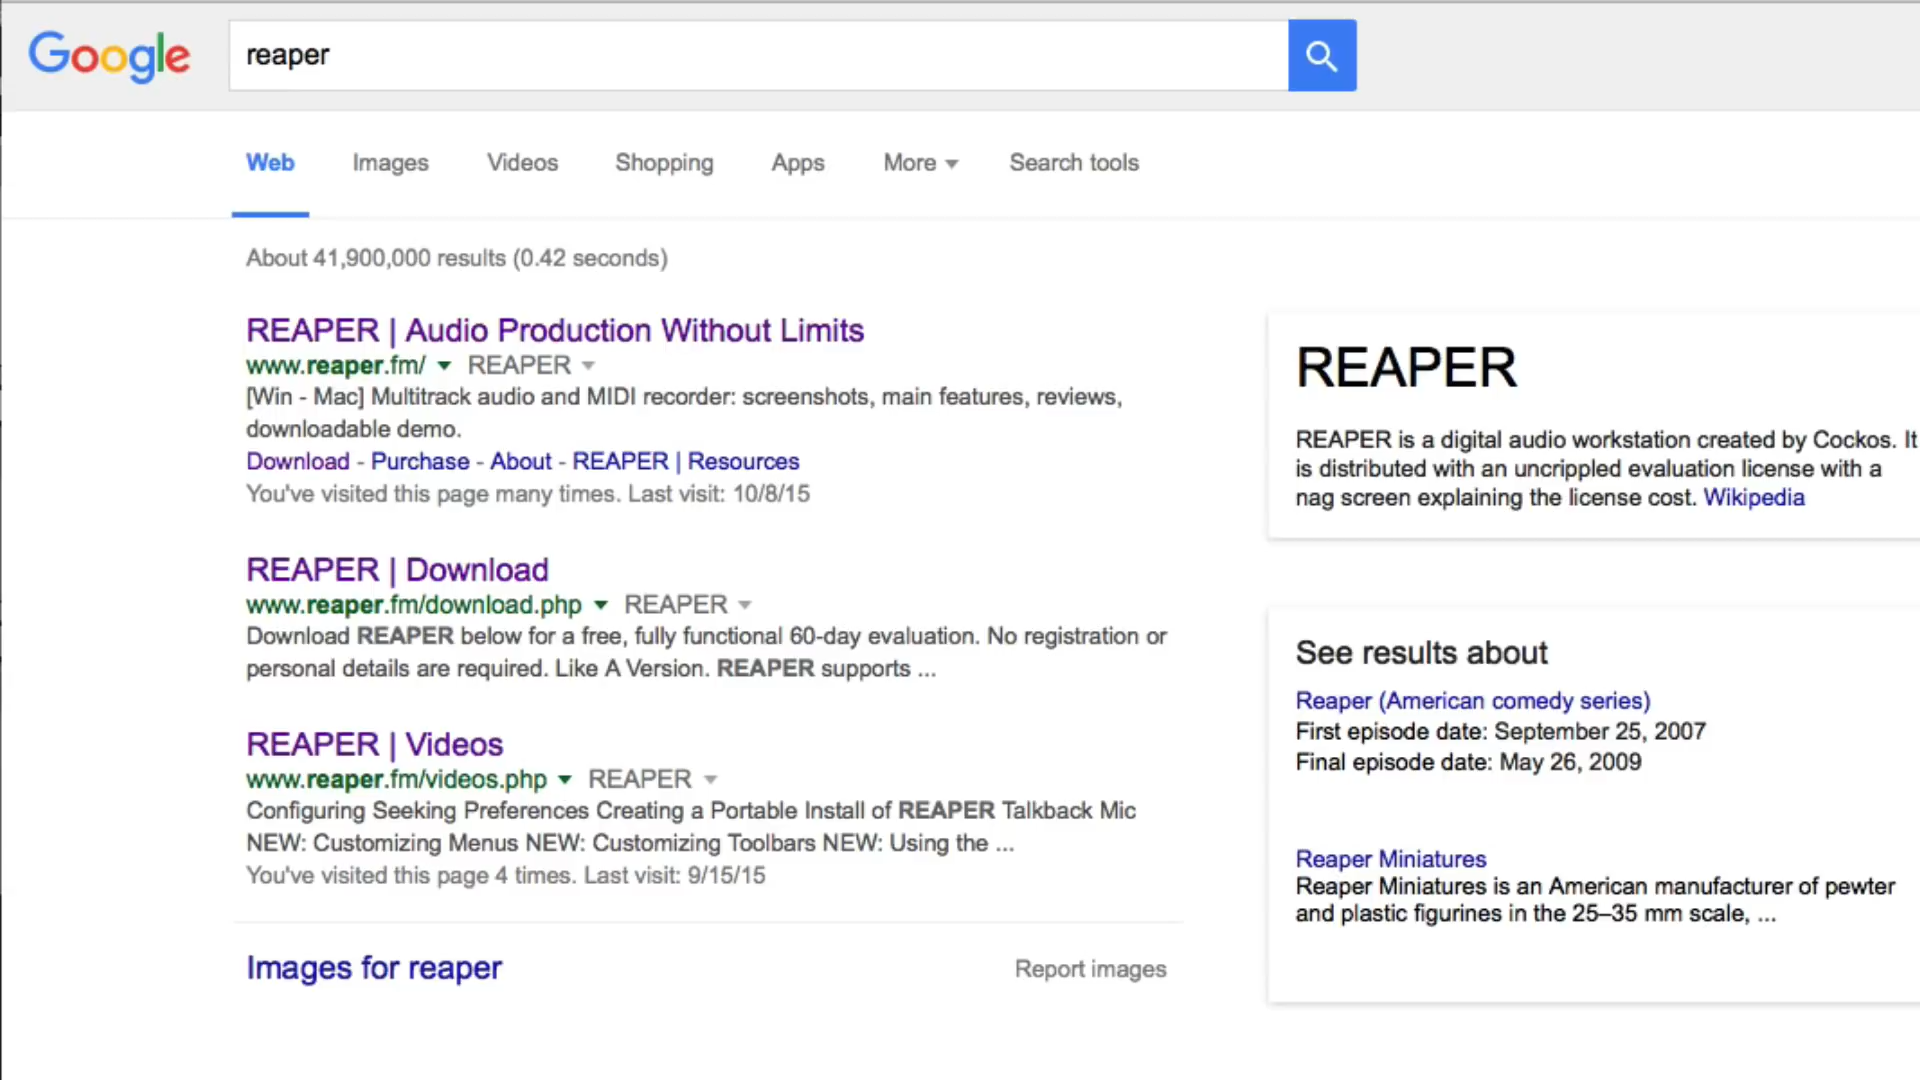 Google
reaper
Web Images Videos Shopping Apps More Search tools
About 41,900,000 results (0.42 seconds)
REAPER | Audio Production Without Limits
www.reaper.fm/ REAPER
[Win - Mac] Multitrack audio and MIDI recorder: screenshots, main features, reviews,
downloadable demo.
Download - Purchase - About - REAPER | Resources
You've visited this page many times. Last visit: 10/8/15
REAPER | Download
www.reaper.fm/download.php REAPER
Download REAPER below for a free, fully functional 60-day evaluation. No registration or
personal details are required. Like A Version. REAPER supports ...
REAPER | Videos
www.reaper.fm/videos.php REAPER
Configuring Seeking Preferences Creating a Portable Install of REAPER Talkback Mic
NEW: Customizing Menus NEW: Customizing Toolbars NEW: Using the ...
You've visited this page 4 times. Last visit: 9/15/15
Images for reaper Report images
REAPER
REAPER is a digital audio workstation created by Cockos. It
is distributed with an uncrippled evaluation license with a
nag screen explaining the license cost. Wikipedia
See results about
Reaper (American comedy series)
First episode date: September 25, 2007
Final episode date: May 26, 2009
Reaper Miniatures
Reaper Miniatures is an American manufacturer of pewter
and plastic figurines in the 25–35 mm scale, ...